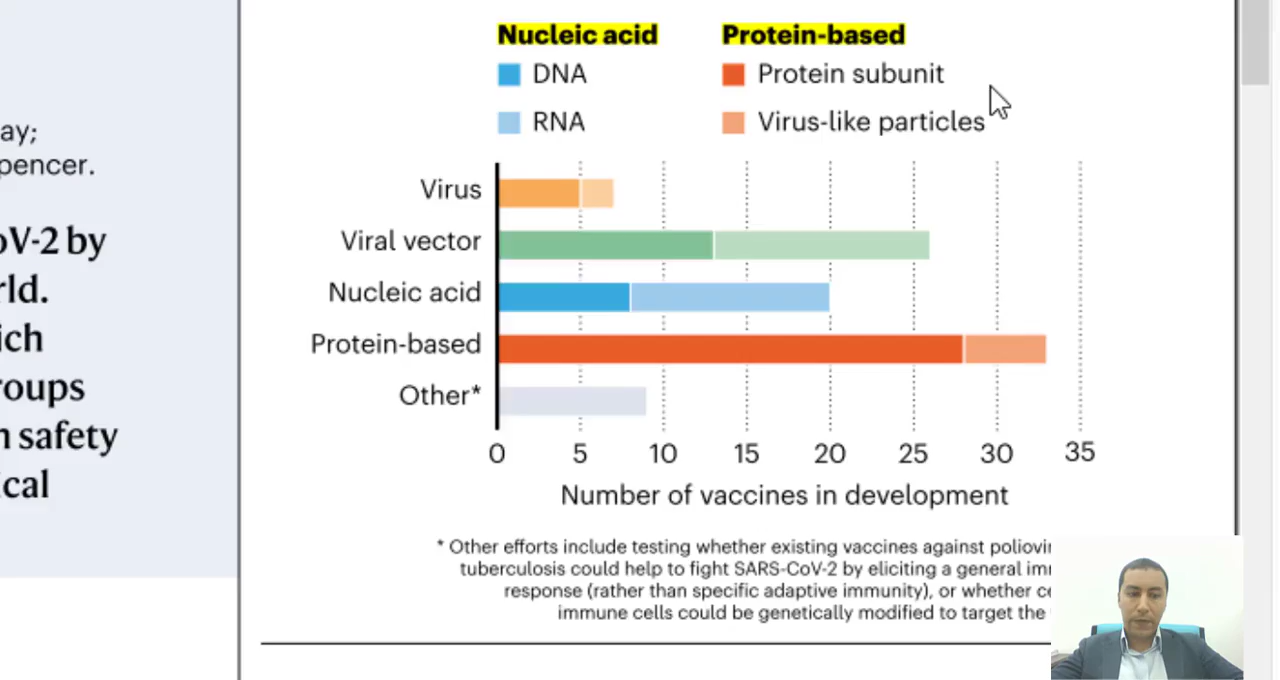 Nucleic acid
Protein-based
DNA
Protein subunit
RNA
Virus-like particles
ay;
pencer.
oV-2 by
rld.
ich
roups
n safety
ical
Virus
Viral vector
Nucleic acid
Protein-based
Other*
0 5 10 15 20 25 30 35
Number of vaccines in development
* Other efforts include testing whether existing vaccines against poliovi
tuberculosis could help to fight SARS-CoV-2 by eliciting a general im
response (rather than specific adaptive immunity), or whether ce
immune cells could be genetically modified to target the